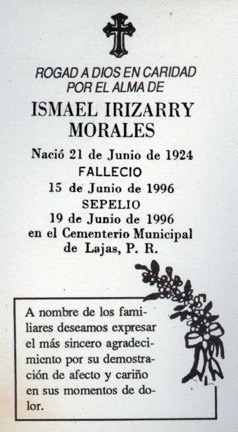 ROGAD A DIOS EN CARIDAD
POR EL ALMA DE
ISMAEL IRIZARRY
MORALES
Nació 21 de Junio de 1924
FALLECIO
15 de Junio de 1996
SEPELIO
19 de Junio de 1996
en el Cementerio Municipal
de Lajas, P. R.
A nombre de los fami-
liares deseamos expresar
el más sincero agradeci-
miento por su demostra-
ción de afecto y cariño
en sus momentos de do-
lor.